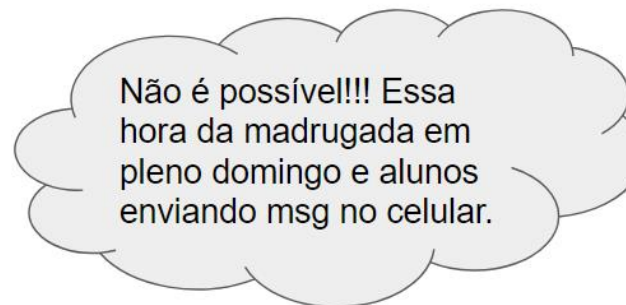 Não é possível!!! Essa
hora da madrugada em
pleno domingo e alunos
enviando msg no celular.